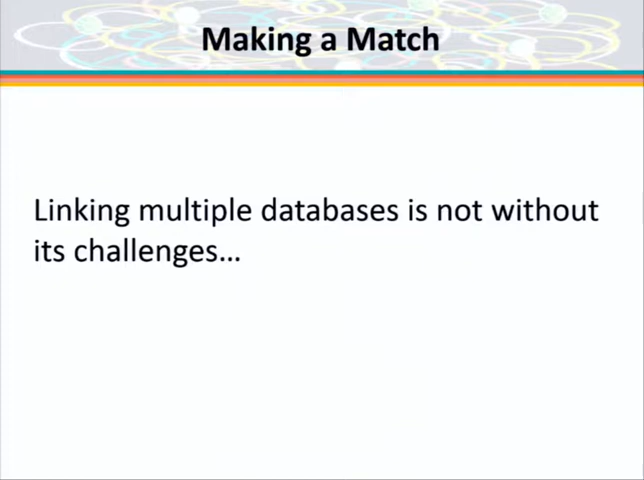 Making a Match
Linking multiple databases is not without
its challenges…